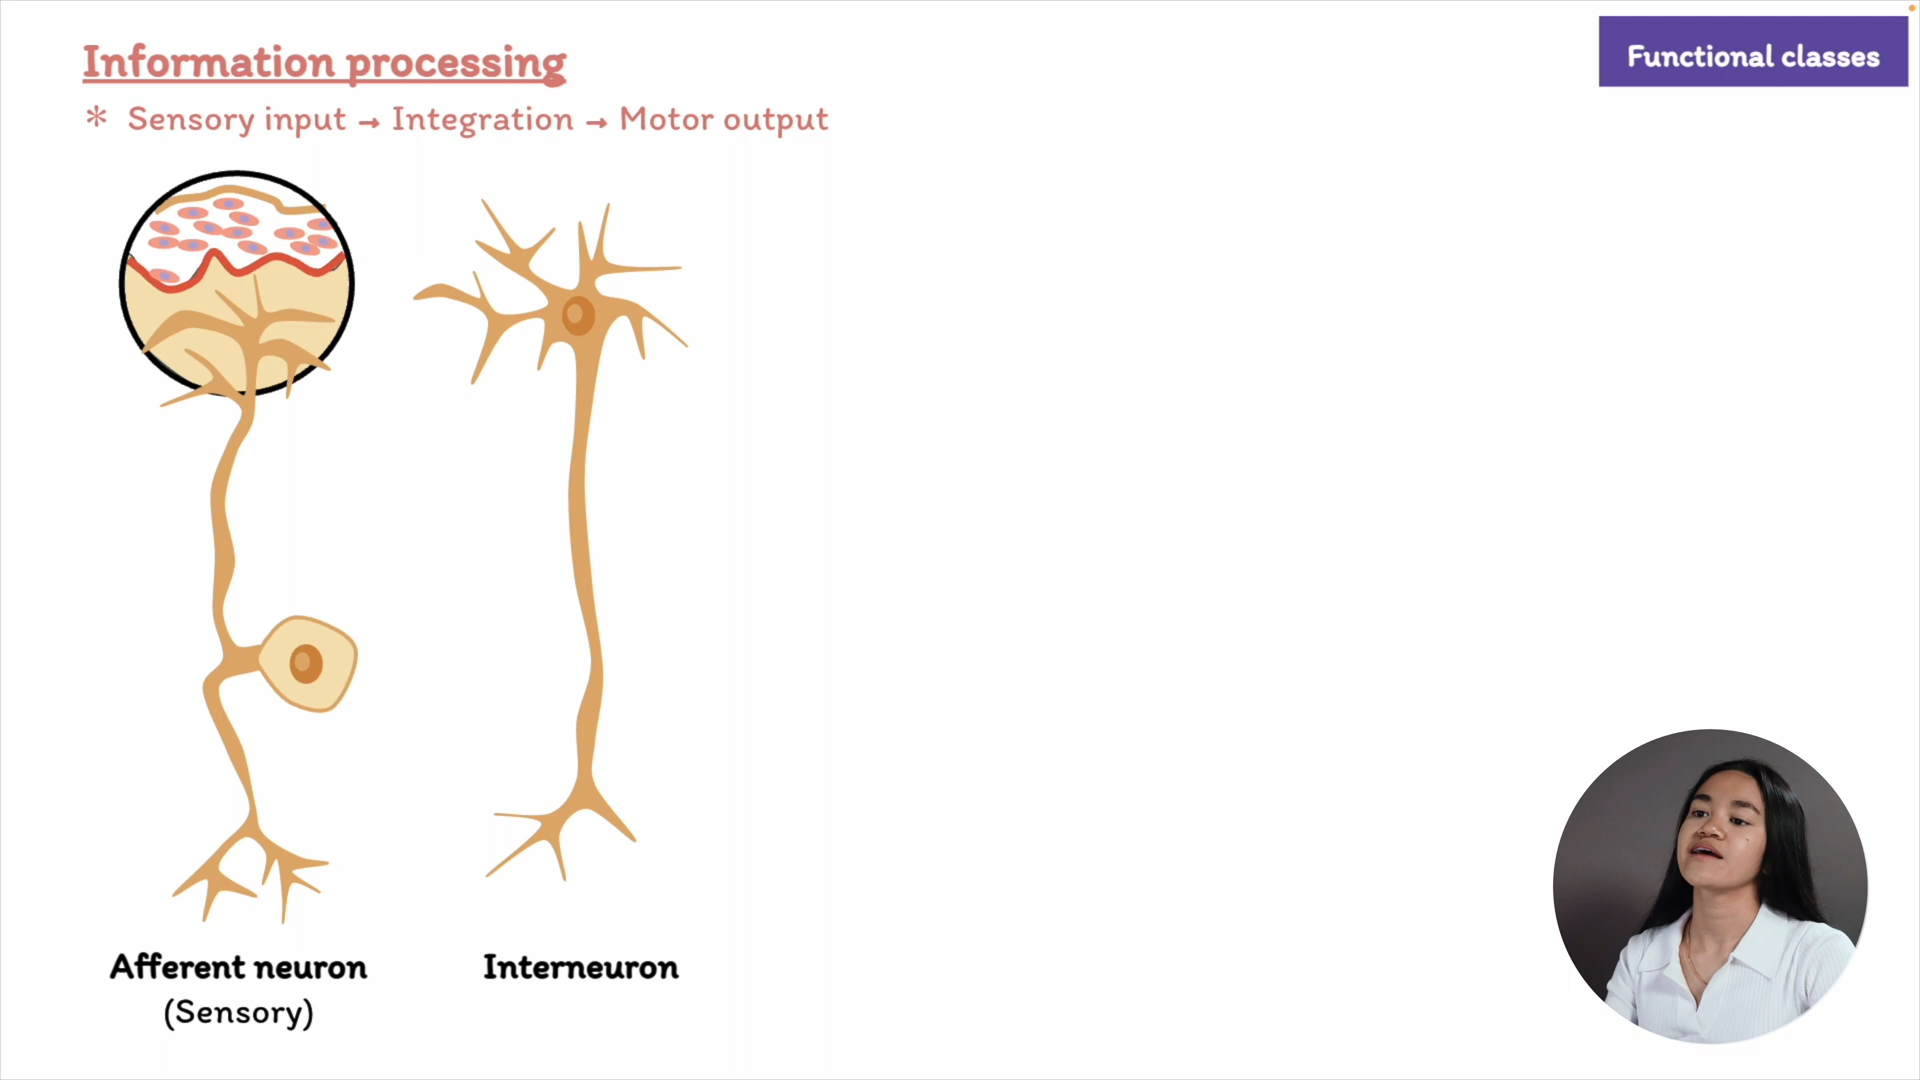 Information processing
Functional classes
* Sensory input → Integration → Motor output
Afferent neuron
(Sensory)
Interneuron